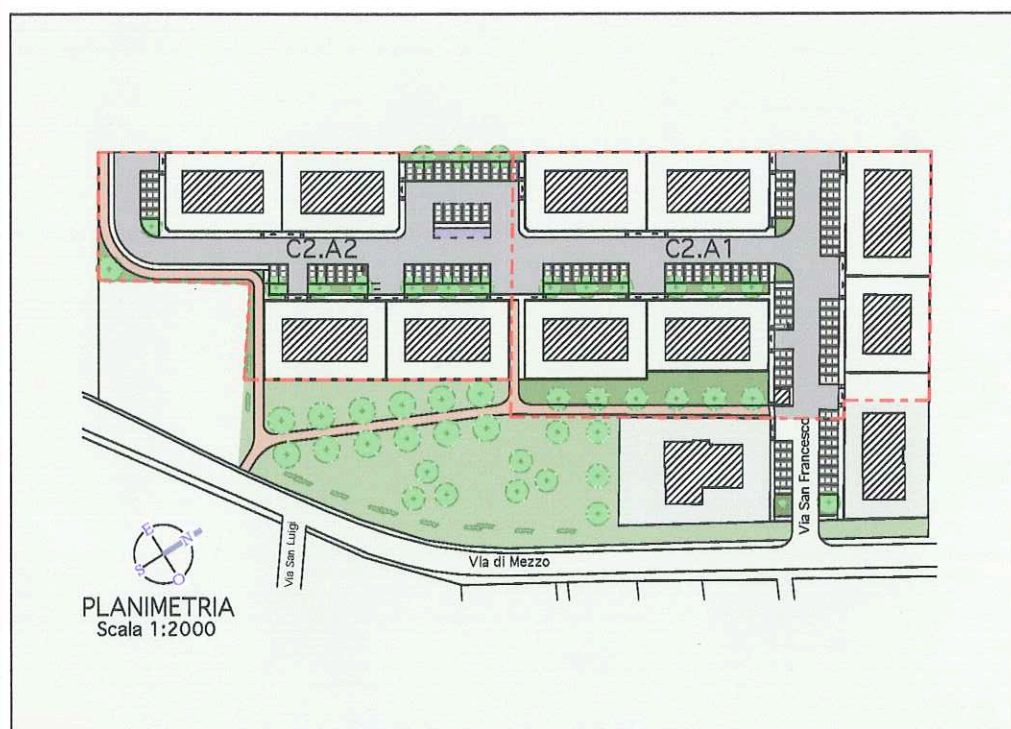 C2.A2
C2.A1
Via San Francesco
Via San Luigi
Via di Mezzo
E
N
S
O
PLANIMETRIA
Scala 1:2000